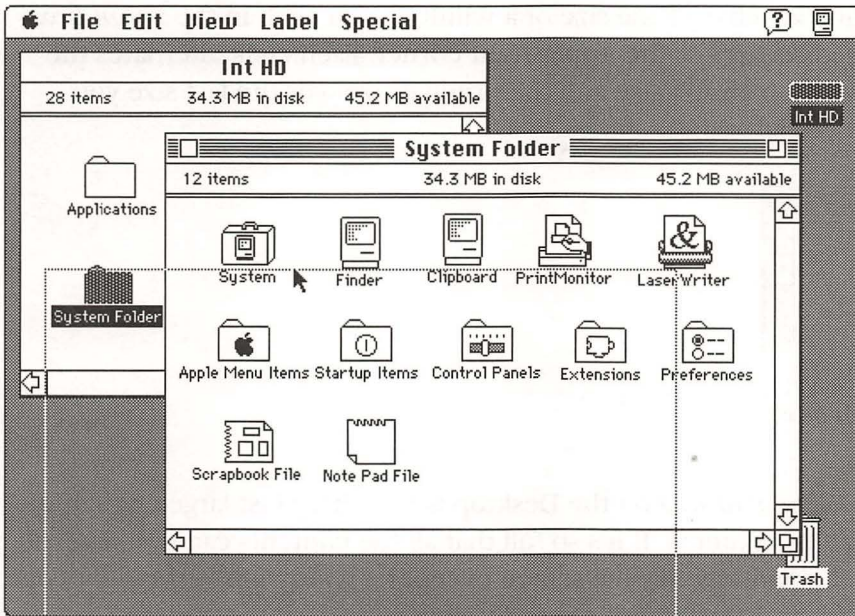 File Edit View Label Special
Int HD
28 items 34.3 MB in disk 45.2 MB available
Int HD
System Folder
12 items 34.3 MB in disk 45.2 MB available
Applications
System Folder
System Finder Clipboard PrintMonitor LaserWriter
Apple Menu Items Startup Items Control Panels Extensions Preferences
Scrapbook File Note Pad File
Trash